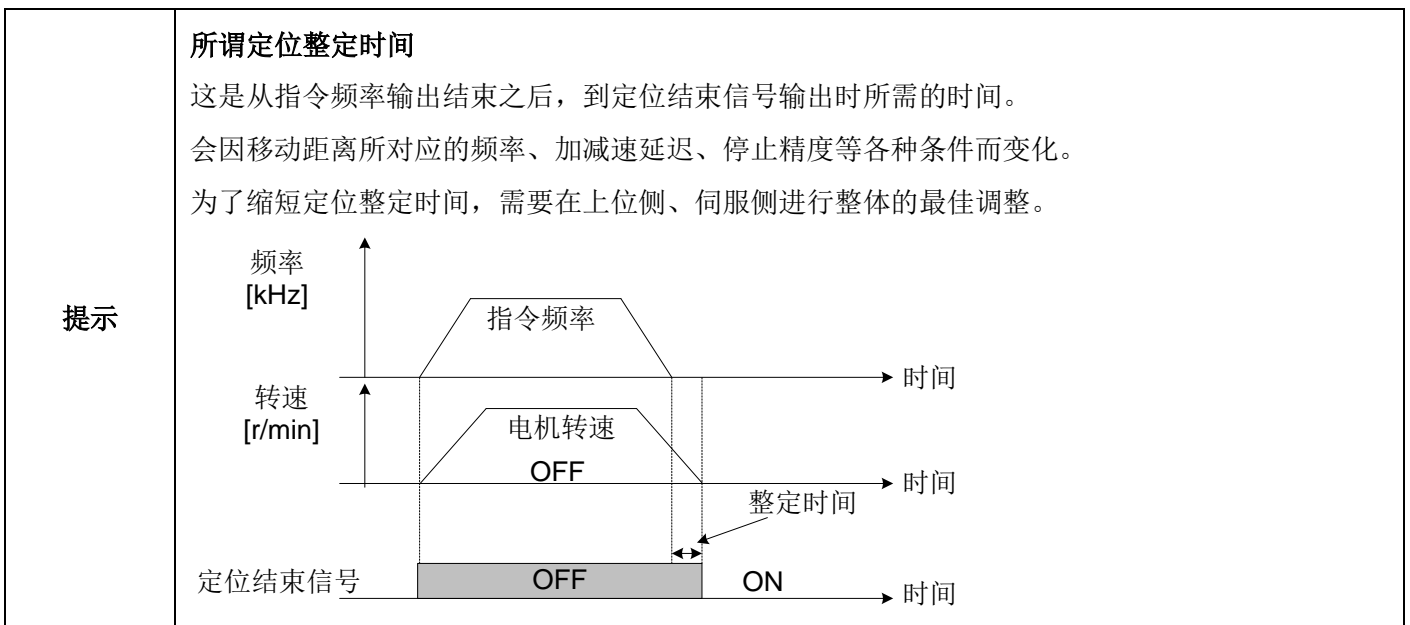 所谓定位整定时间
这是从指令频率输出结束之后，到定位结束信号输出时所需的时间。
会因移动距离所对应的频率、加减速延迟、停止精度等各种条件而变化。
为了缩短定位整定时间，需要在上位侧、伺服侧进行整体的最佳调整。
提示
频率
[kHz]
指令频率
时间
转速
[r/min]
电机转速
OFF
时间
整定时间
定位结束信号
OFF
ON
时间